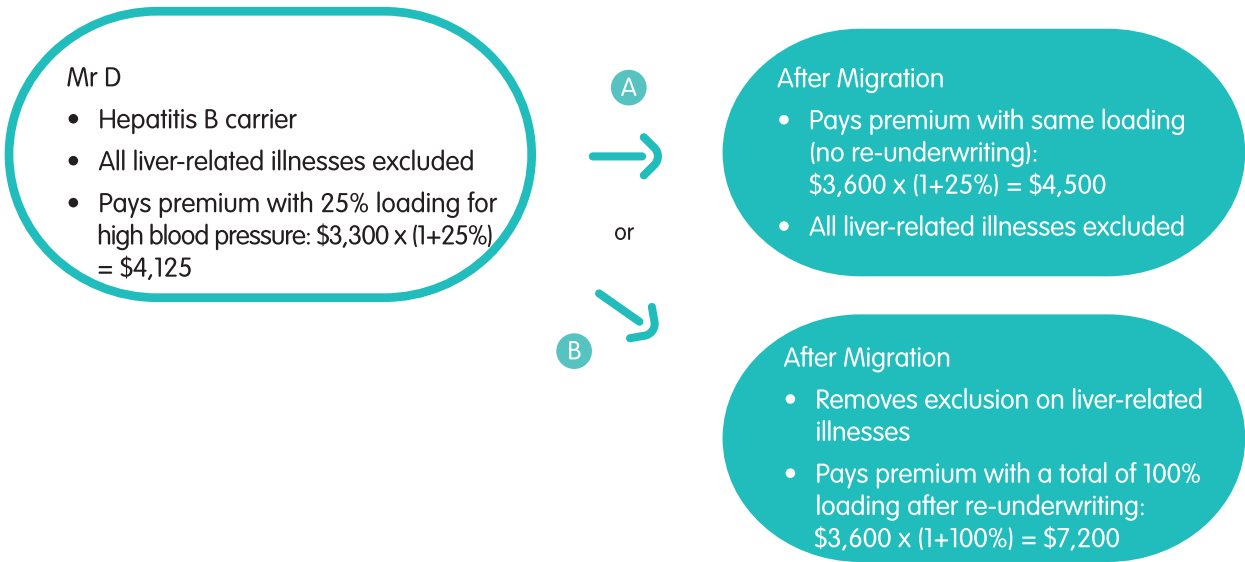 Mr D
• Hepatitis B carrier
• All liver-related illnesses excluded
• Pays premium with 25% loading for
high blood pressure: $3,300 x (1+25%)
= $4,125
A
or
B
After Migration
• Pays premium with same loading
(no re-underwriting):
$3,600 x (1+25%) = $4,500
• All liver-related illnesses excluded
After Migration
• Removes exclusion on liver-related
illnesses
• Pays premium with a total of 100%
loading after re-underwriting:
$3,600 x (1+100%) = $7,200